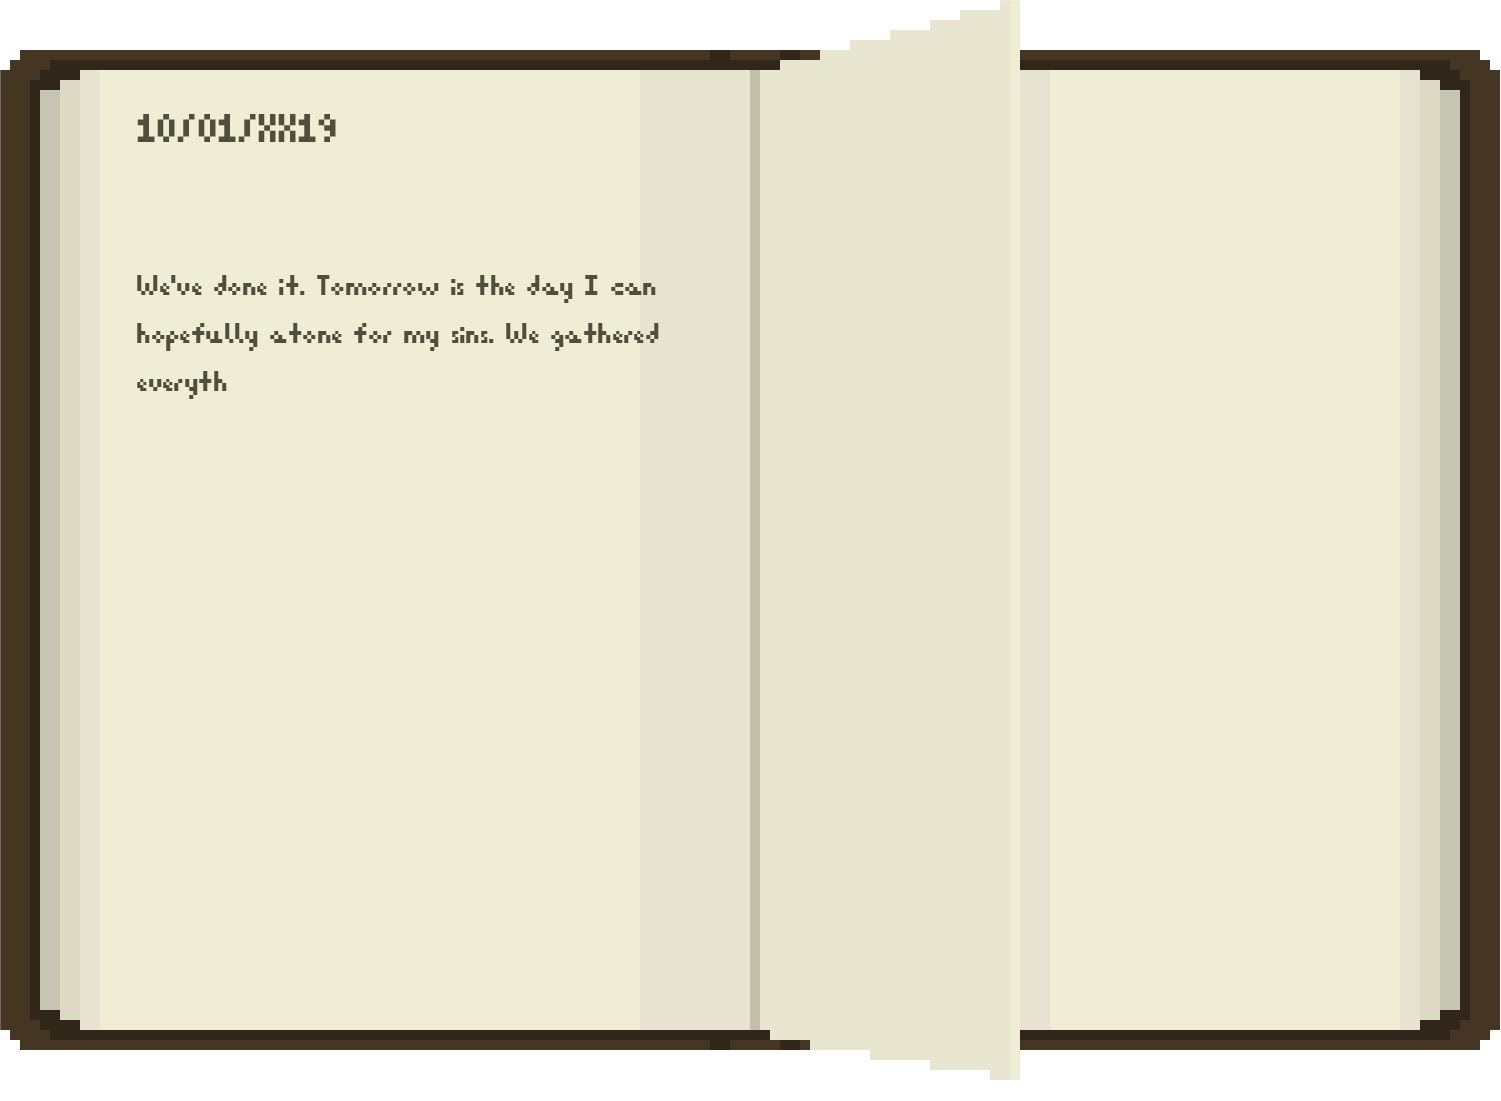 10/01/XX19
We've done it. Tomorrow is the day I can
hopefully atone for my sins. We gathered
everyth